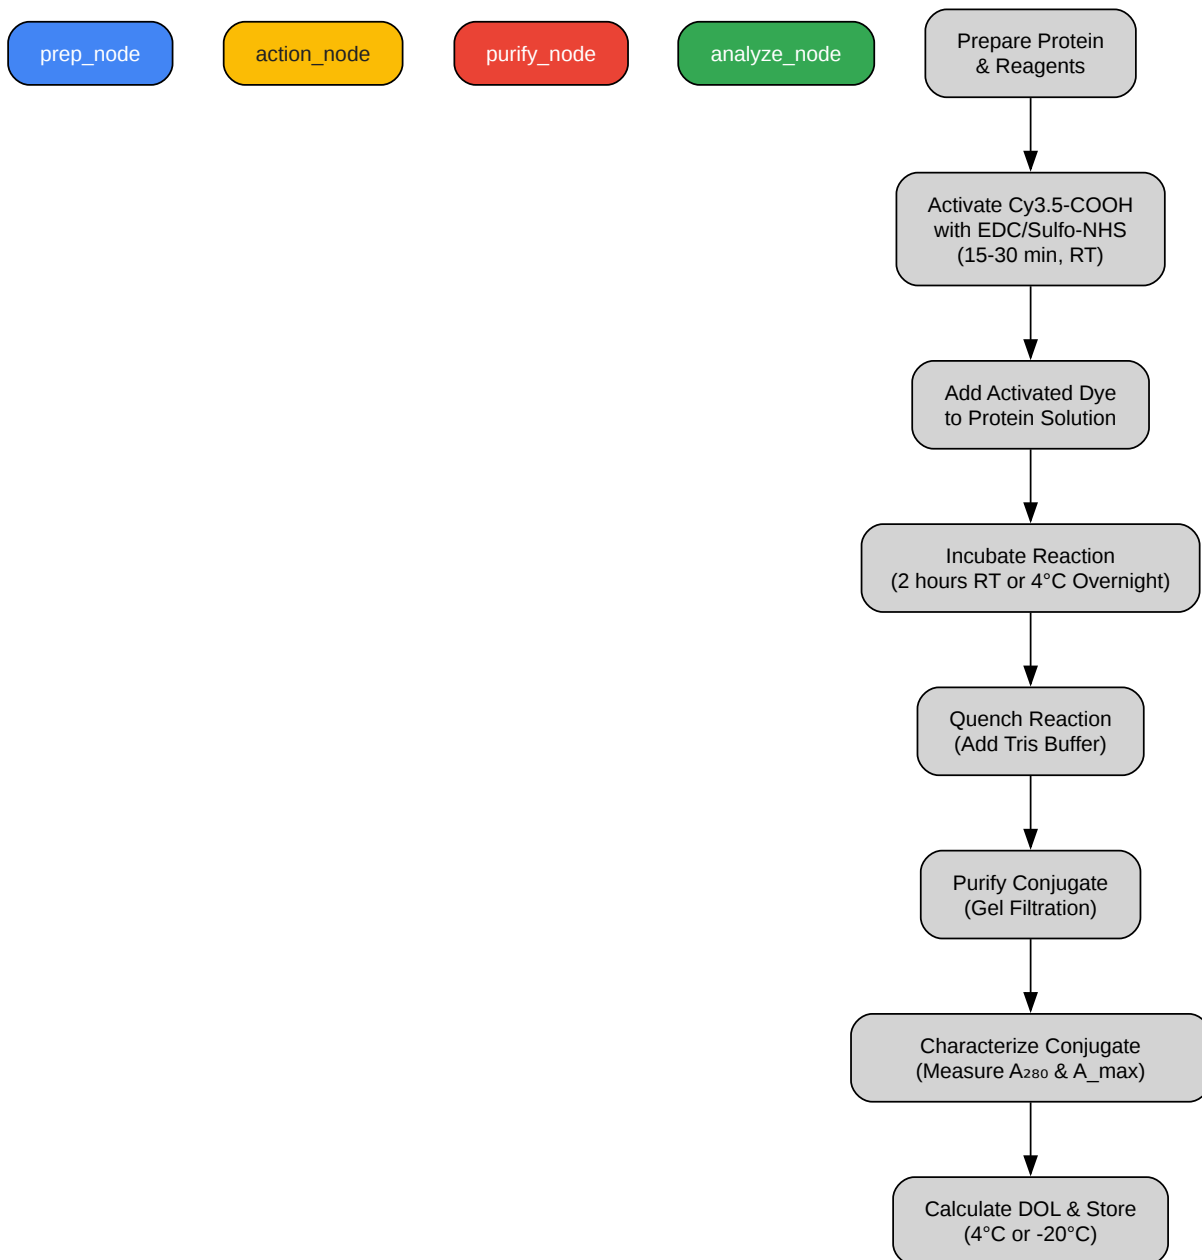 prep_node
action_node
purify_node
analyze_node
Prepare Protein
& Reagents
Activate Cy3.5-COOH
with EDC/Sulfo-NHS
(15-30 min, RT)
Add Activated Dye
to Protein Solution
Incubate Reaction
(2 hours RT or 4°C Overnight)
Quench Reaction
(Add Tris Buffer)
Purify Conjugate
(Gel Filtration)
Characterize Conjugate
(Measure A₂₈₀ & A_max)
Calculate DOL & Store
(4°C or -20°C)